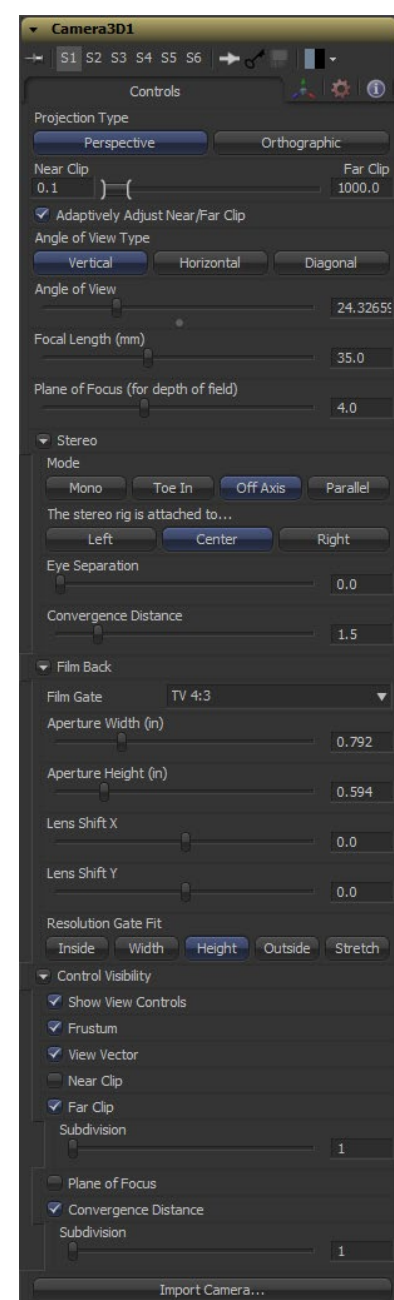 Camera3D1
S1 S2 S3 S4 S5 S6
Controls
Projection Type
Perspective Orthographic
Near Clip Far Clip
0.1 1000.0
Adaptively Adjust Near/Far Clip
Angle of View Type
Vertical Horizontal Diagonal
Angle of View
24.32659
Focal Length (mm)
35.0
Plane of Focus (for depth of field)
4.0
Stereo
Mode
Mono Toe In Off Axis Parallel
The stereo rig is attached to...
Left Center Right
Eye Separation
0.0
Convergence Distance
1.5
Film Back
Film Gate TV 4:3
Aperture Width (in)
0.792
Aperture Height (in)
0.594
Lens Shift X
0.0
Lens Shift Y
0.0
Resolution Gate Fit
Inside Width Height Outside Stretch
Control Visibility
Show View Controls
Frustum
View Vector
Near Clip
Far Clip
Subdivision
1
Plane of Focus
Convergence Distance
Subdivision
1
Import Camera...